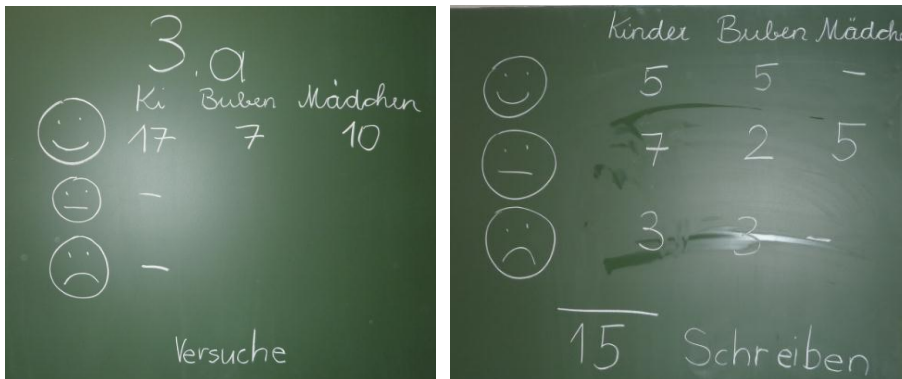 3.a
Ki Buben Mädchen
17 7 10
-
-
Versuche
Kinder Buben Mädche
5 5 -
7 2 5
3 3 -
15 Schreiben